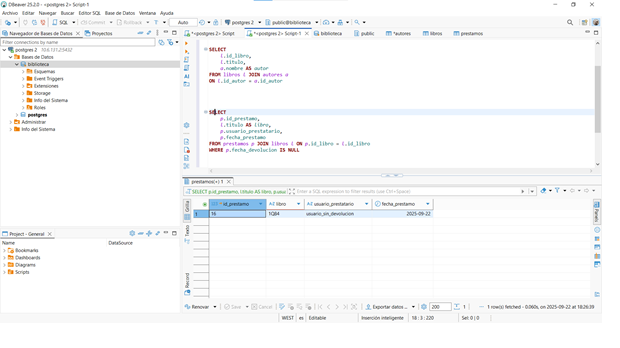 DBeaver 25.2.0 - <postgres 2> Script-1
Archivo Editar Navegar Buscar Editor SQL Base de Datos Ventana Ayuda
SQL Commit Rollback Auto postgres 2 public@biblioteca
Navegador de Bases de Datos Proyectos
*<postgres> Script *<postgres 2> Script-1 biblioteca public *autores libros prestamos
Filter connections by name
postgres 2
Bases de Datos
biblioteca
Esquemas
Event Triggers
Extensiones
Storage
Info del Sistema
Roles
postgres
Administrar
Info del Sistema
SELECT
l.id_libro,
l.titulo,
a.nombre AS autor
FROM libros l JOIN autores a
ON l.id_autor = a.id_autor
SELECT
p.id_prestamo,
l.titulo AS libro,
p.usuario_prestatario,
p.fecha_prestamo
FROM prestamos p JOIN libros l ON p.id_libro = l.id_libro
WHERE p.fecha_devolucion IS NULL
Project - General
Name DataSource
Bookmarks
Dashboards
Diagrams
Scripts
prestamos(+) 1
SELECT p.id_prestamo, l.titulo AS libro, p.usua Enter a SQL expression to filter results (use Ctrl+Space)
Grilla
Texto
Record
Panels
id_prestamo libro usuario_prestatario fecha_prestamo
1 16 1Q84 usuario_sin_devolucion 2025-09-22
Renovar Save Cancel Exportar datos ... 200 1 1 row(s) fetched - 0.060s, on 2025-09-22 at 18:26:39
WEST es Editable Inserción inteligente 18 : 3 : 220 Sel: 0 | 0